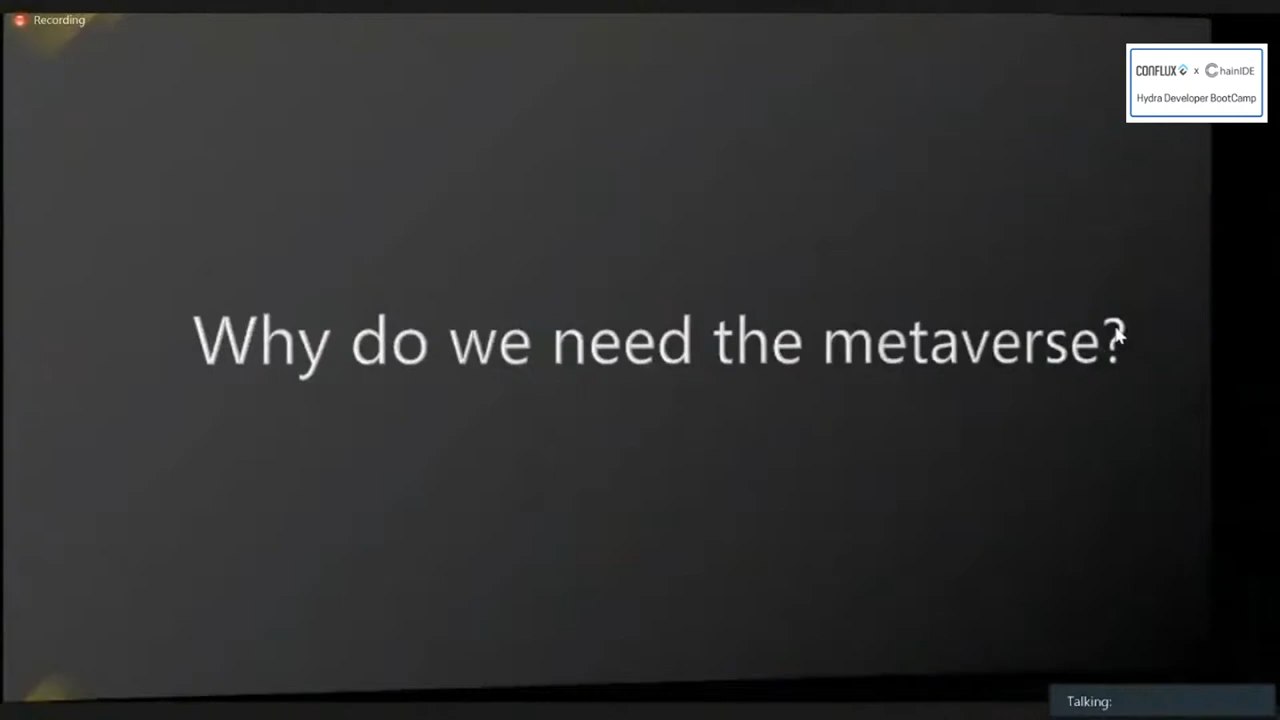 Recording
CONFLUX x ChainIDE
Hydra Developer BootCamp
Why do we need the metaverse?
Talking: